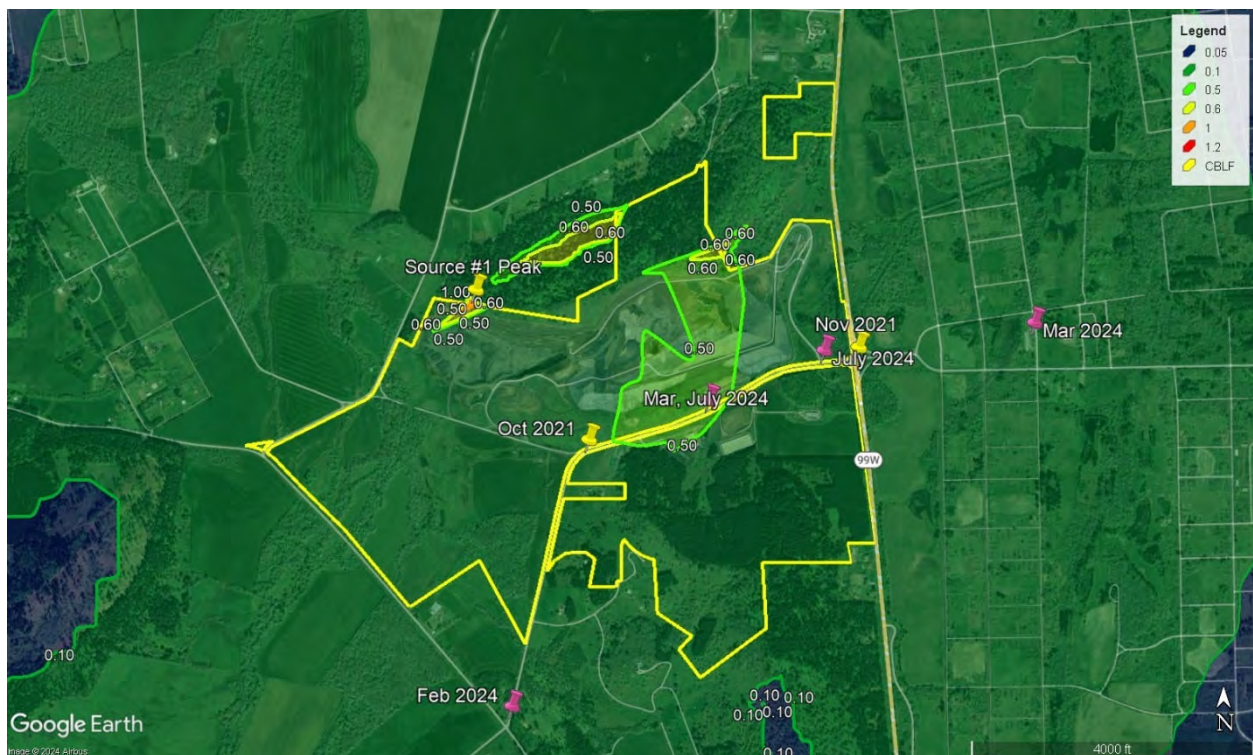 Legend
0.05
0.1
0.5
0.6
1
1.2
CBLF
0.50
0.60
0.60
0.50
0.60
0.60
0.60
0.60
Source #1 Peak
1.00
0.50
0.60
0.60
0.50
0.50
Nov 2021
July 2024
Mar 2024
0.50
Mar, July 2024
Oct 2021
0.50
99W
0.10
Feb 2024
0.10
0.10
0.10
0.10
0.10
Google Earth
Image © 2024 Airbus
N
4000 ft